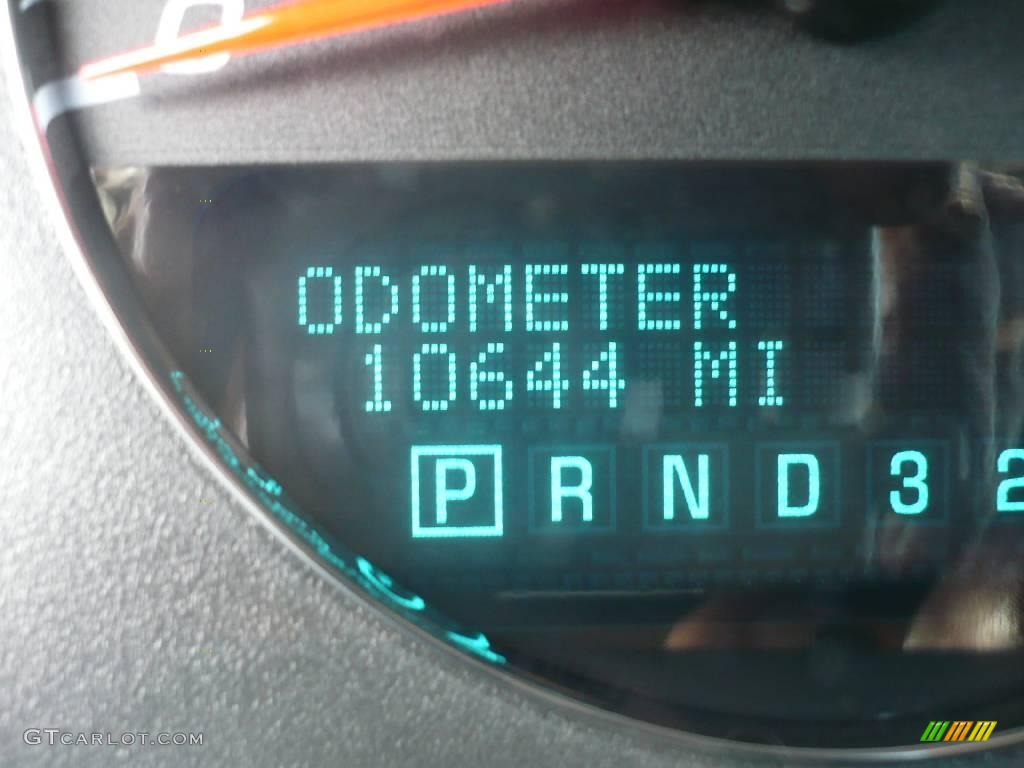 ODOMETER
10644 MI
P R N D 3 2
GTCARLOT.COM